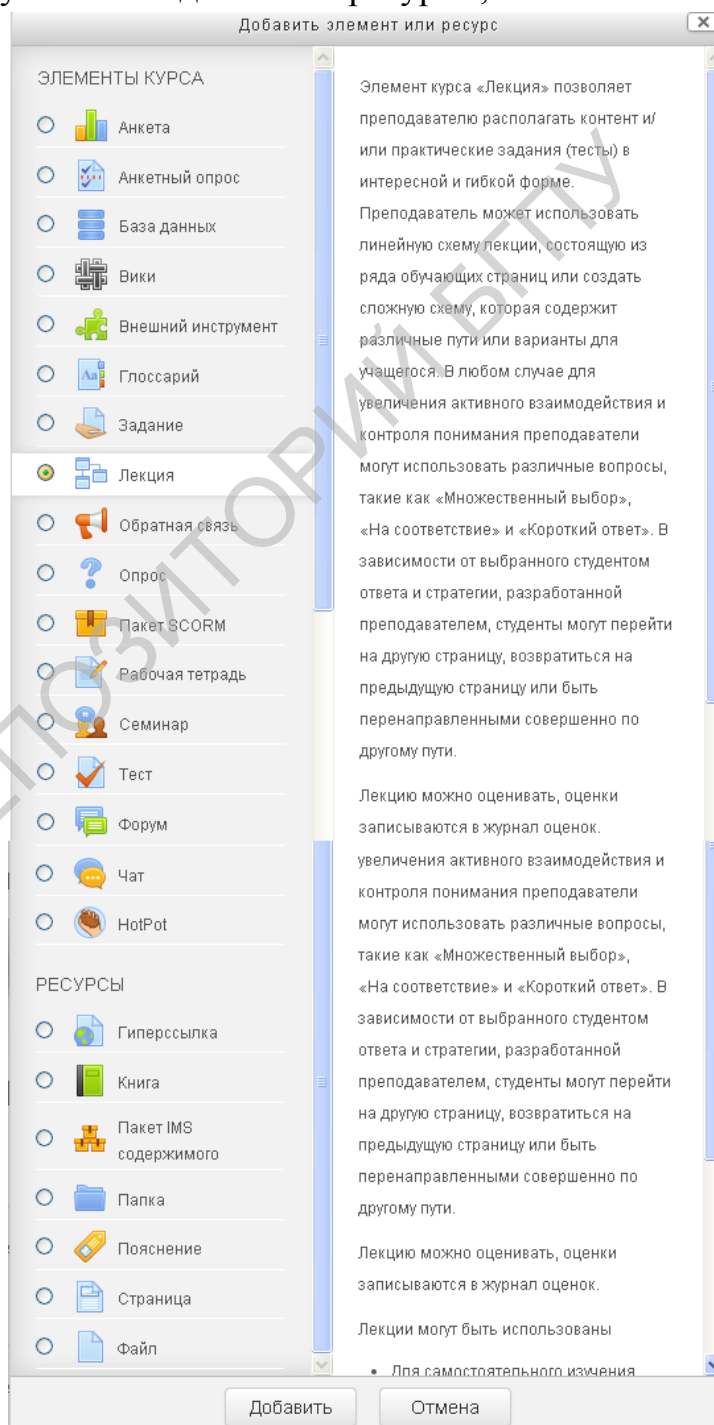 Добавить элемент или ресурс
ЭЛЕМЕНТЫ КУРСА
Анкета
Анкетный опрос
База данных
Вики
Внешний инструмент
Глоссарий
Задание
Лекция
Обратная связь
Опрос
Пакет SCORM
Рабочая тетрадь
Семинар
Тест
Форум
Чат
HotPot
РЕСУРСЫ
Гиперссылка
Книга
Пакет IMS
содержимого
Папка
Пояснение
Страница
Файл
Элемент курса «Лекция» позволяет
преподавателю располагать контент и/
или практические задания (тесты) в
интересной и гибкой форме.
Преподаватель может использовать
линейную схему лекции, состоящую из
ряда обучающих страниц или создать
сложную схему, которая содержит
различные пути или варианты для
учащегося. В любом случае для
увеличения активного взаимодействия и
контроля понимания преподаватели
могут использовать различные вопросы,
такие как «Множественный выбор»,
«На соответствие» и «Короткий ответ». В
зависимости от выбранного студентом
ответа и стратегии, разработанной
преподавателем, студенты могут перейти
на другую страницу, возвратиться на
предыдущую страницу или быть
перенаправленными совершенно по
другому пути.
Лекцию можно оценивать, оценки
записываются в журнал оценок.
увеличения активного взаимодействия и
контроля понимания преподаватели
могут использовать различные вопросы,
такие как «Множественный выбор»,
«На соответствие» и «Короткий ответ». В
зависимости от выбранного студентом
ответа и стратегии, разработанной
преподавателем, студенты могут перейти
на другую страницу, возвратиться на
предыдущую страницу или быть
перенаправленными совершенно по
другому пути.
Лекцию можно оценивать, оценки
записываются в журнал оценок.
Лекции могут быть использованы
• Для самостоятельного изучения
Добавить
Отмена
ЕПОЗИТОРИЙ БГПУ